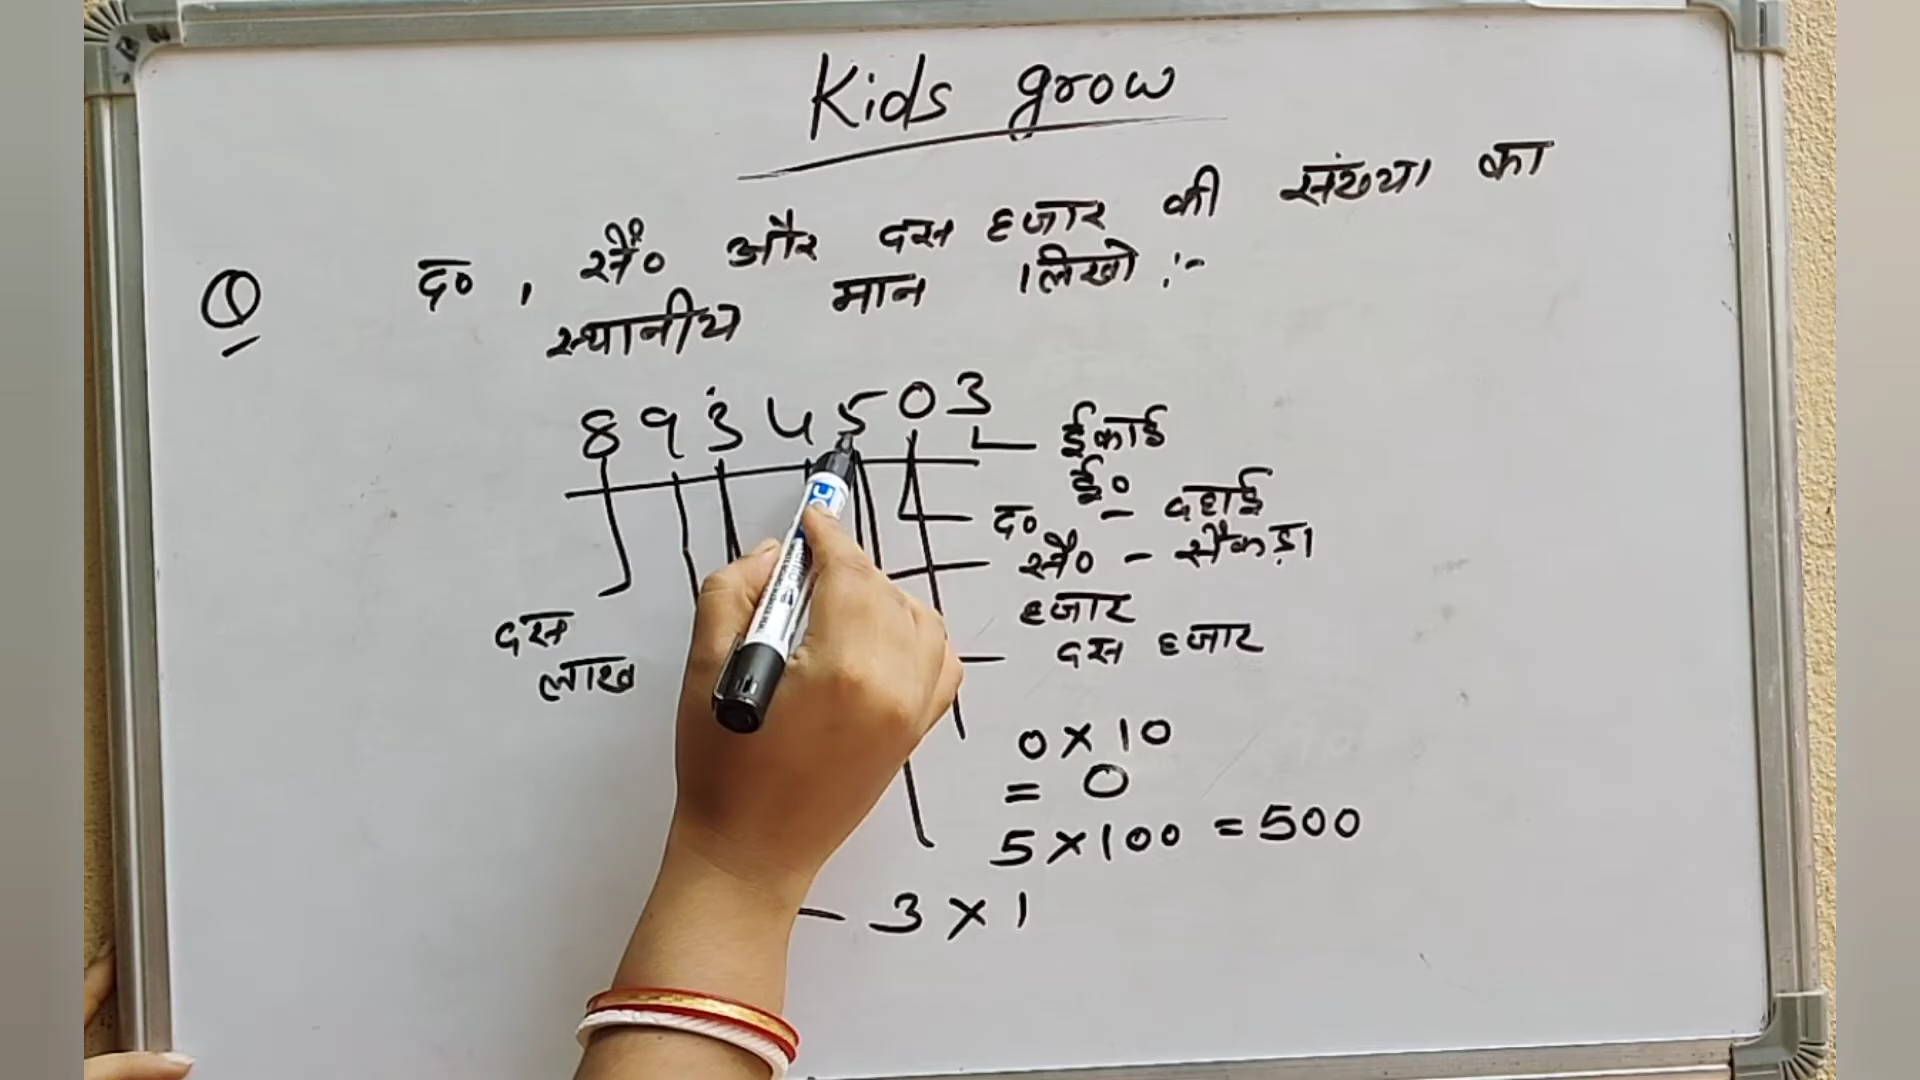 Kids grow
Q द०, सै० और दस हजार की संख्या का
स्थानीय मान लिखो :-
8934503
ईकाई
ई०
द० - दहाई
सै० - सैकड़ा
हजार
दस हजार
दस
लाख
0 × 10
= 0
5 × 100 = 500
3 × 1